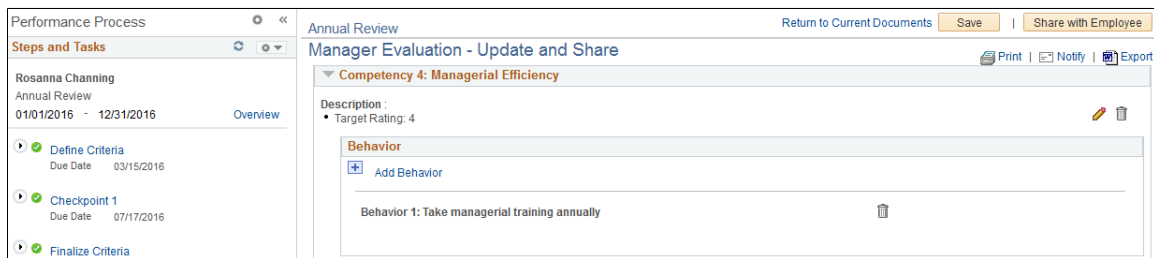 Performance Process
«
Steps and Tasks
Rosanna Channing
Annual Review
01/01/2016 - 12/31/2016 Overview
Define Criteria
Due Date 03/15/2016
Checkpoint 1
Due Date 07/17/2016
Finalize Criteria
Annual Review
Return to Current Documents Save | Share with Employee
Manager Evaluation - Update and Share
Print | Notify | Export
Competency 4: Managerial Efficiency
Description :
• Target Rating: 4
Behavior
Add Behavior
Behavior 1: Take managerial training annually